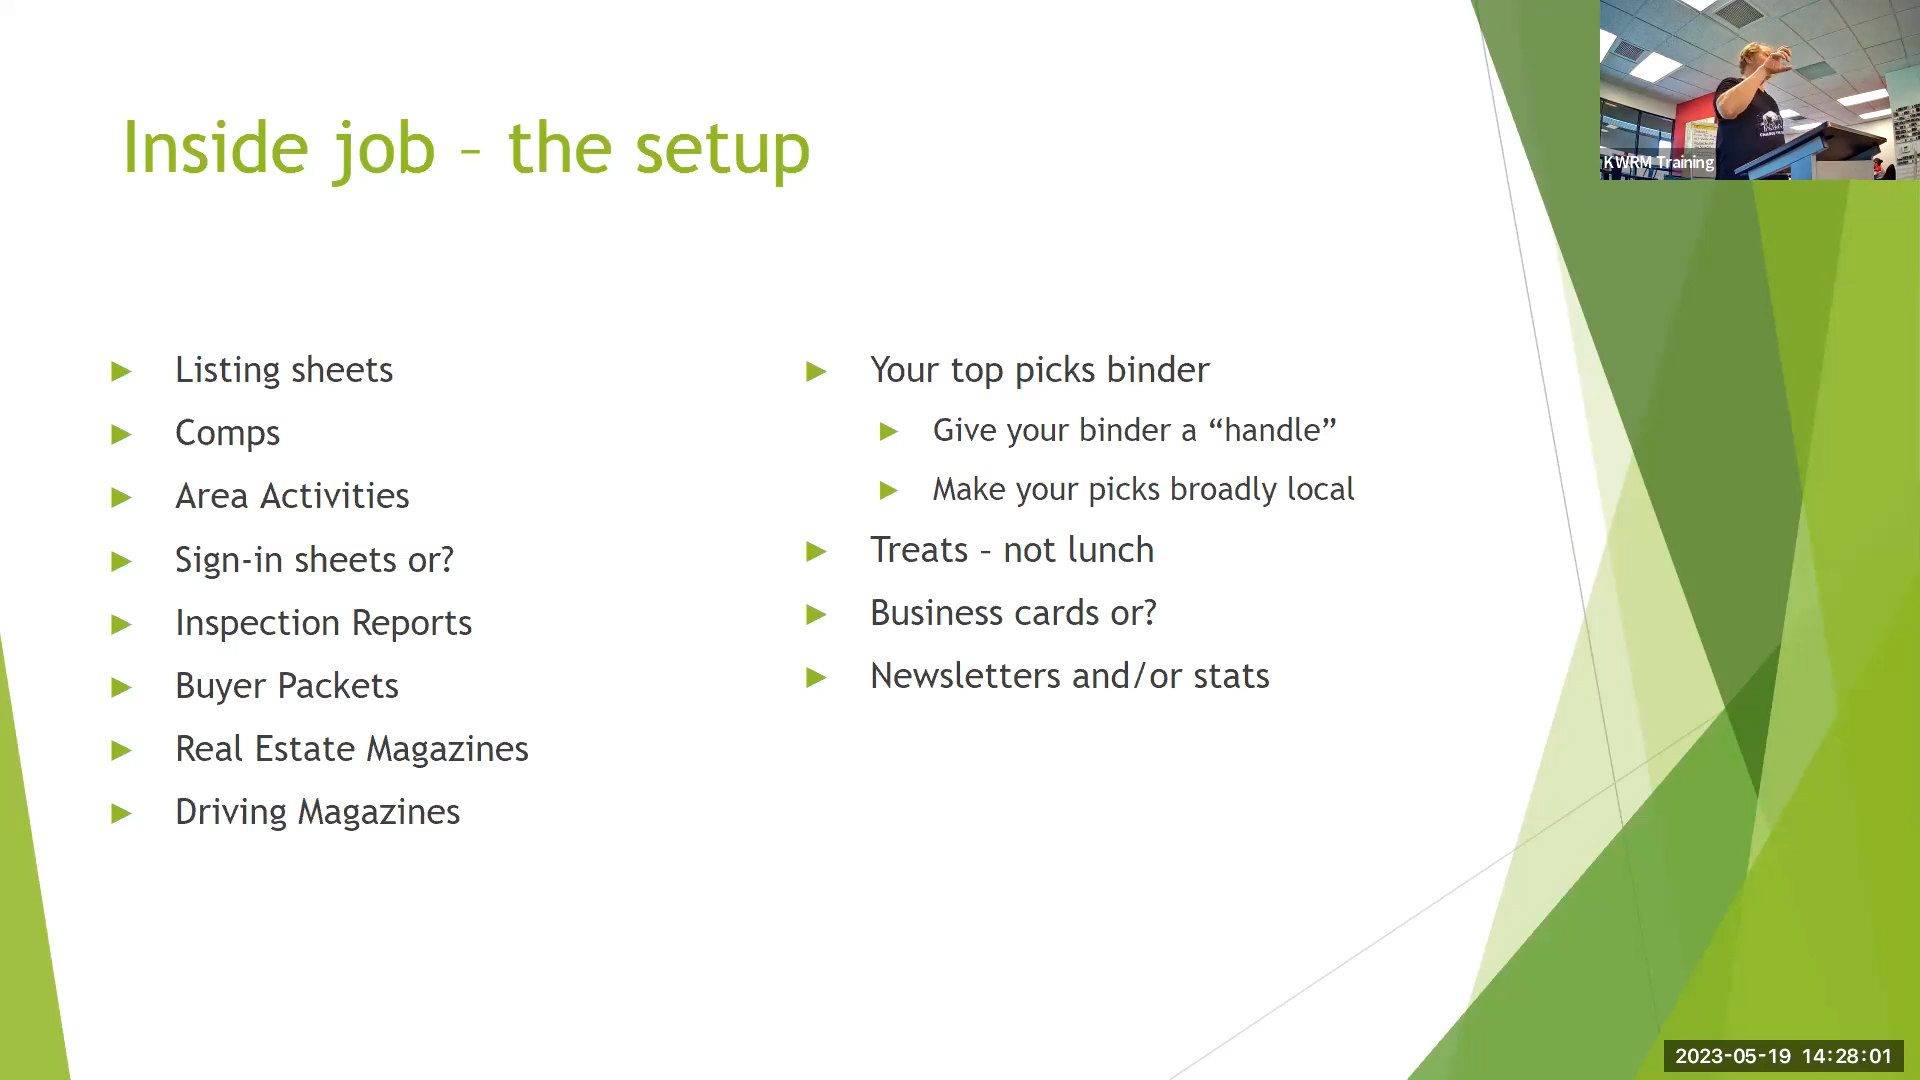 Inside job – the setup
Listing sheets
Comps
Area Activities
Sign-in sheets or?
Inspection Reports
Buyer Packets
Real Estate Magazines
Driving Magazines
Your top picks binder
Give your binder a “handle”
Make your picks broadly local
Treats – not lunch
Business cards or?
Newsletters and/or stats
KWRM Training
2023-05-19 14:28:01